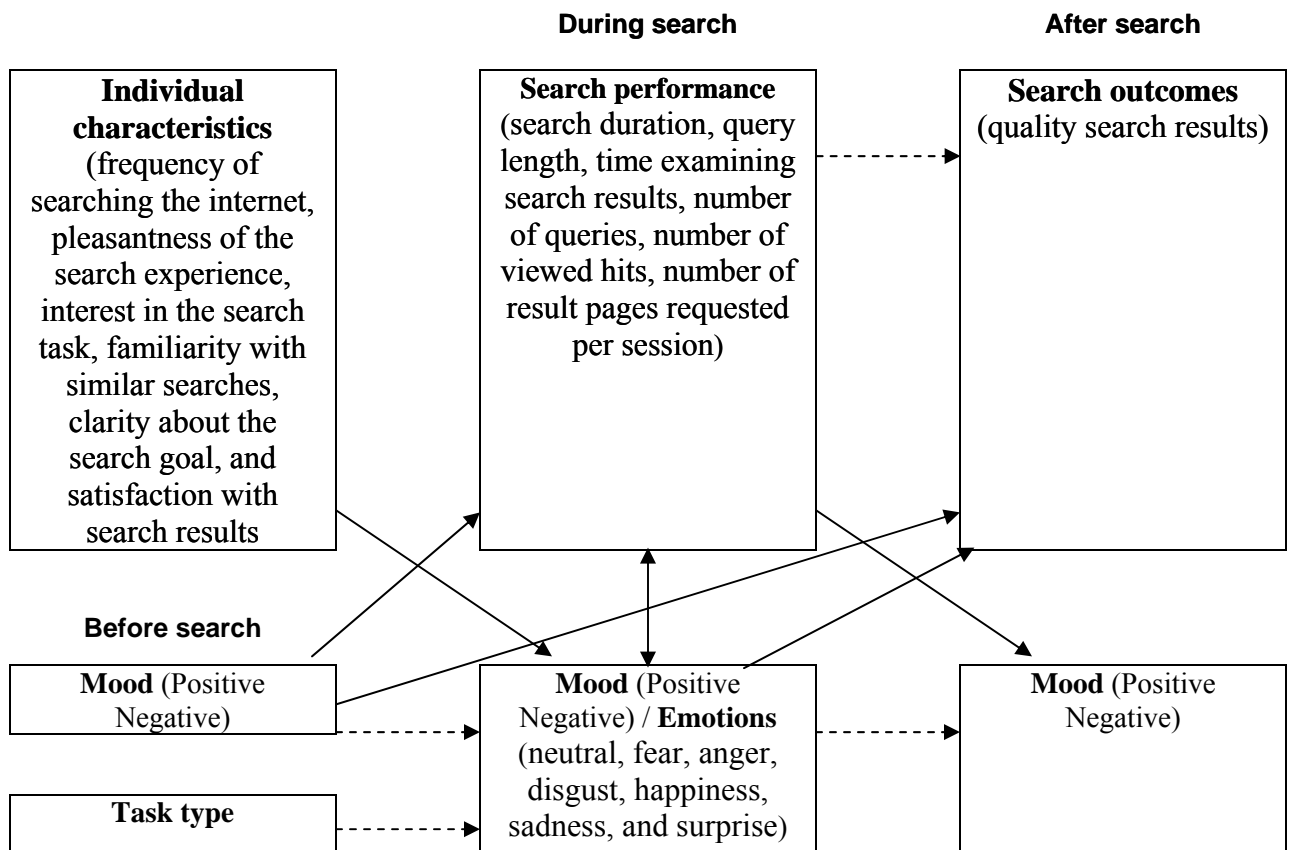 During search
After search
Individual
characteristics
(frequency of
searching the internet,
pleasantness of the
search experience,
interest in the search
task, familiarity with
similar searches,
clarity about the
search goal, and
satisfaction with
search results
Search performance
(search duration, query
length, time examining
search results, number
of queries, number of
viewed hits, number of
result pages requested
per session)
Search outcomes
(quality search results)
Before search
Mood (Positive
Negative)
Task type
Mood (Positive
Negative) / Emotions
(neutral, fear, anger,
disgust, happiness,
sadness, and surprise)
Mood (Positive
Negative)